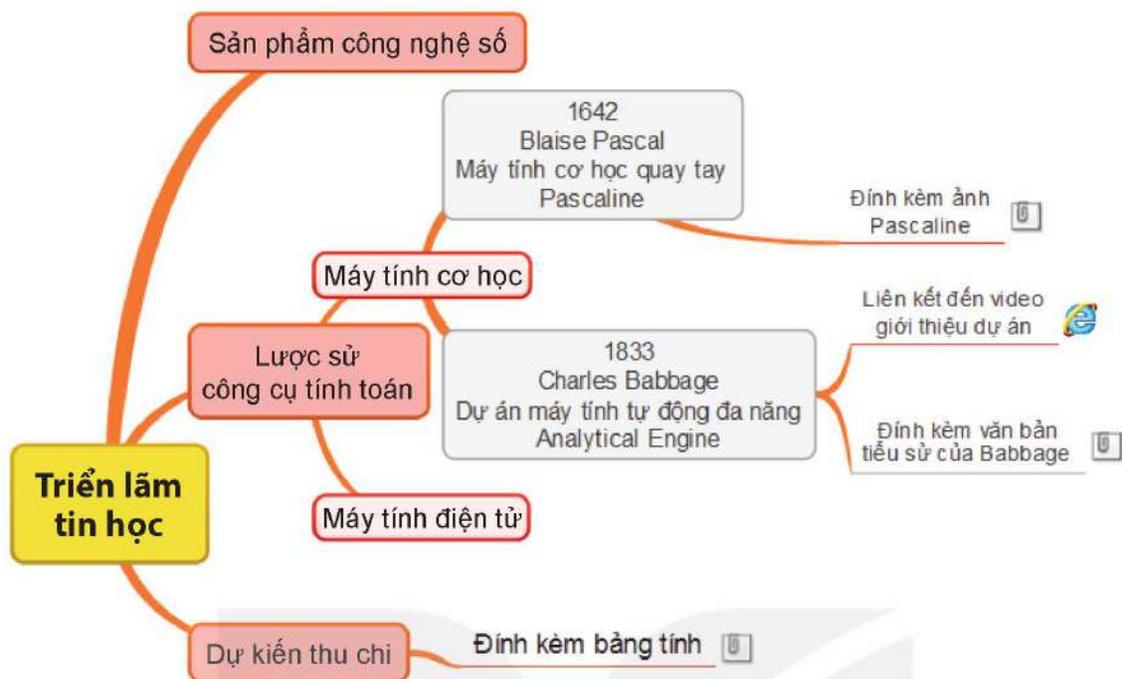 Sản phẩm công nghệ số
1642
Blaise Pascal
Máy tính cơ học quay tay
Pascaline
Đính kèm ảnh
Pascaline
Máy tính cơ học
Liên kết đến video
giới thiệu dự án
Lược sử
công cụ tính toán
1833
Charles Babbage
Dự án máy tính tự động đa năng
Analytical Engine
Đính kèm văn bản
tiểu sử của Babbage
Triển lãm
tin học
Máy tính điện tử
Dự kiến thu chi
Đính kèm bảng tính